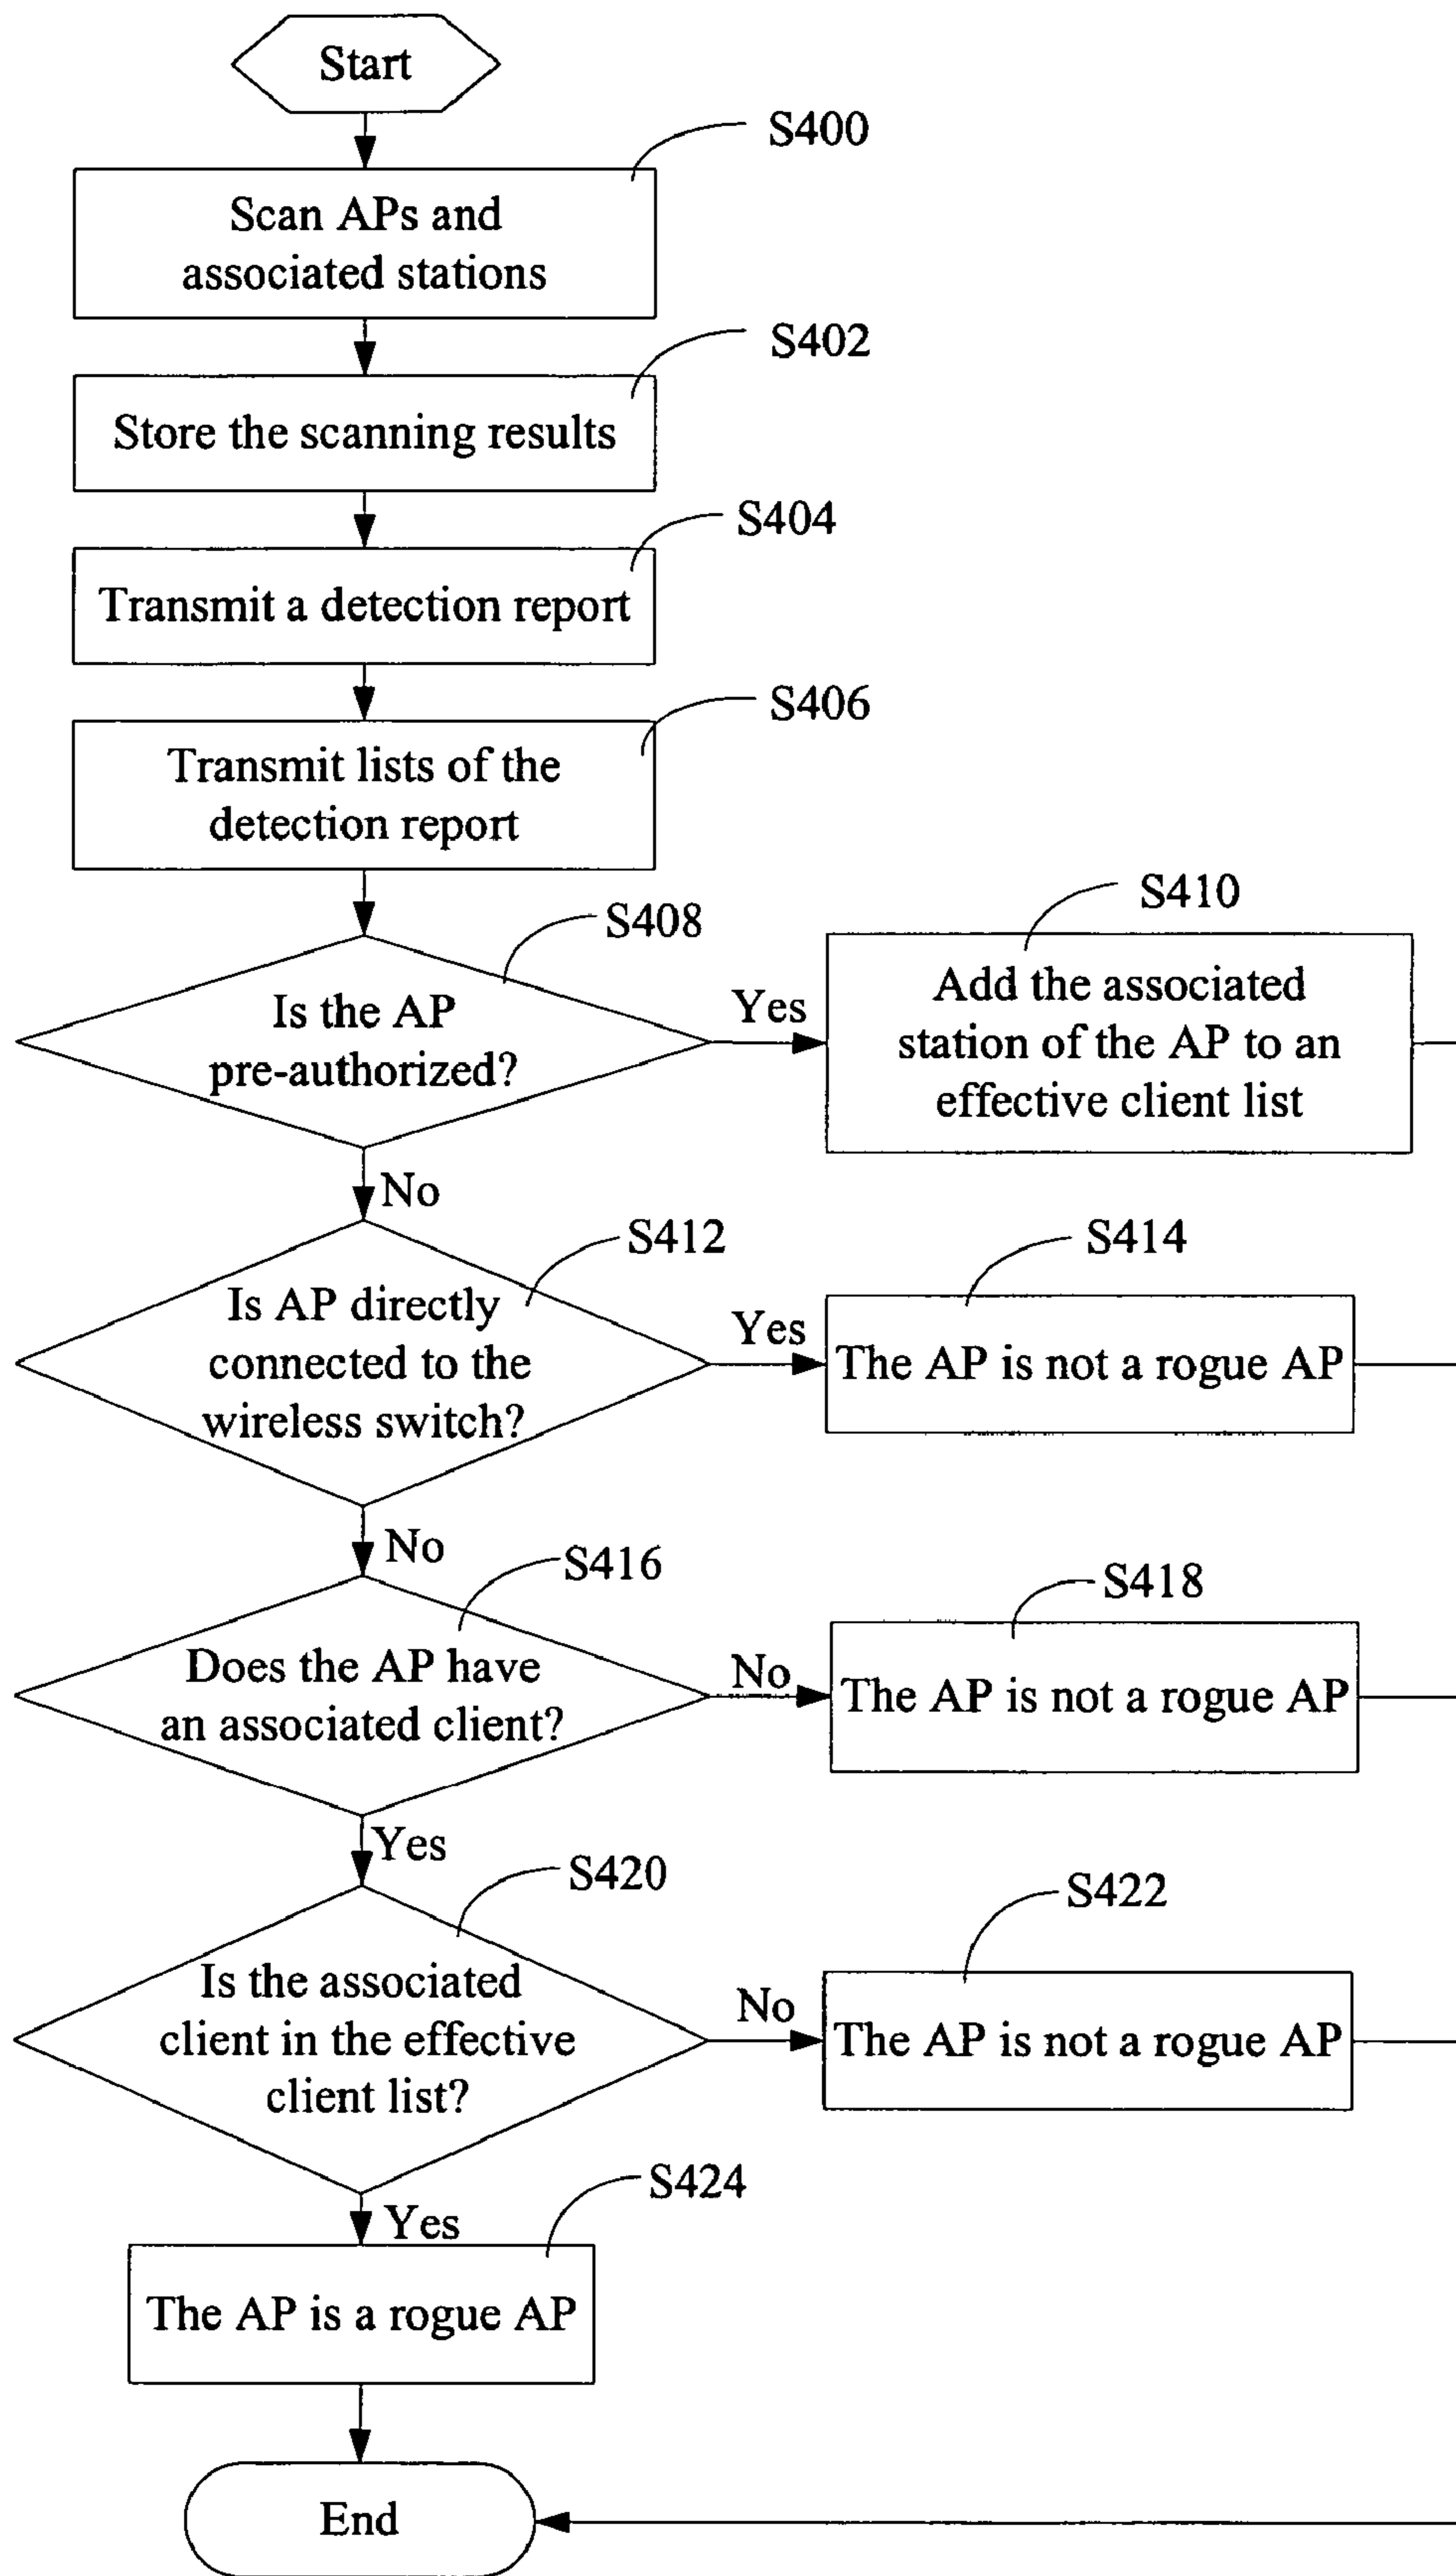 Start
S400
Scan APs and
associated stations
S402
Store the scanning results
S404
Transmit a detection report
S406
Transmit lists of the
detection report
S408
Is the AP
pre-authorized?
Yes
S410
Add the associated
station of the AP to an
effective client list
No
S412
Is AP directly
connected to the
wireless switch?
Yes
S414
The AP is not a rogue AP
No
S416
Does the AP have
an associated client?
No
S418
The AP is not a rogue AP
Yes
S420
Is the associated
client in the effective
client list?
No
S422
The AP is not a rogue AP
Yes
S424
The AP is a rogue AP
End